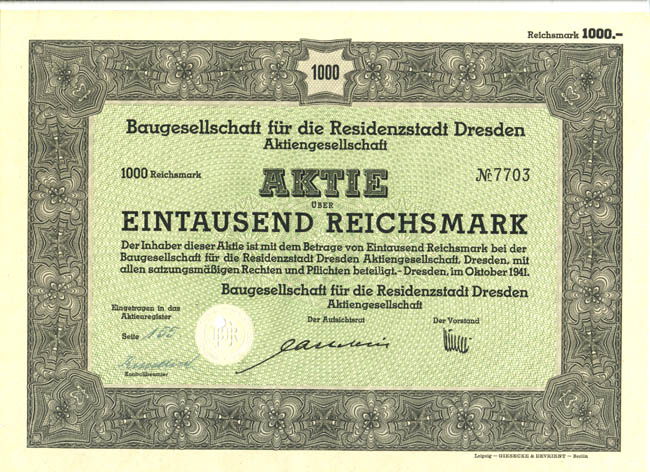 Reichsmark 1000.–
1000
Baugesellschaft für die Residenzstadt Dresden
Aktiengesellschaft
1000 Reichsmark
AKTIE
№ 7703
ÜBER
EINTAUSEND REICHSMARK
Der Inhaber dieser Aktie ist mit dem Betrage von Eintausend Reichsmark bei der
Baugesellschaft für die Residenzstadt Dresden Aktiengesellschaft, Dresden, mit
allen satzungsmäßigen Rechten und Pflichten beteiligt.– Dresden, im Oktober 1941.
Baugesellschaft für die Residenzstadt Dresden
Aktiengesellschaft
Eingetragen in das
Aktienregister
Seite
Der Aufsichtsrat
Der Vorstand
Kontrollbeamter
Leipzig – GIESECKE & DEVRIENT – Berlin